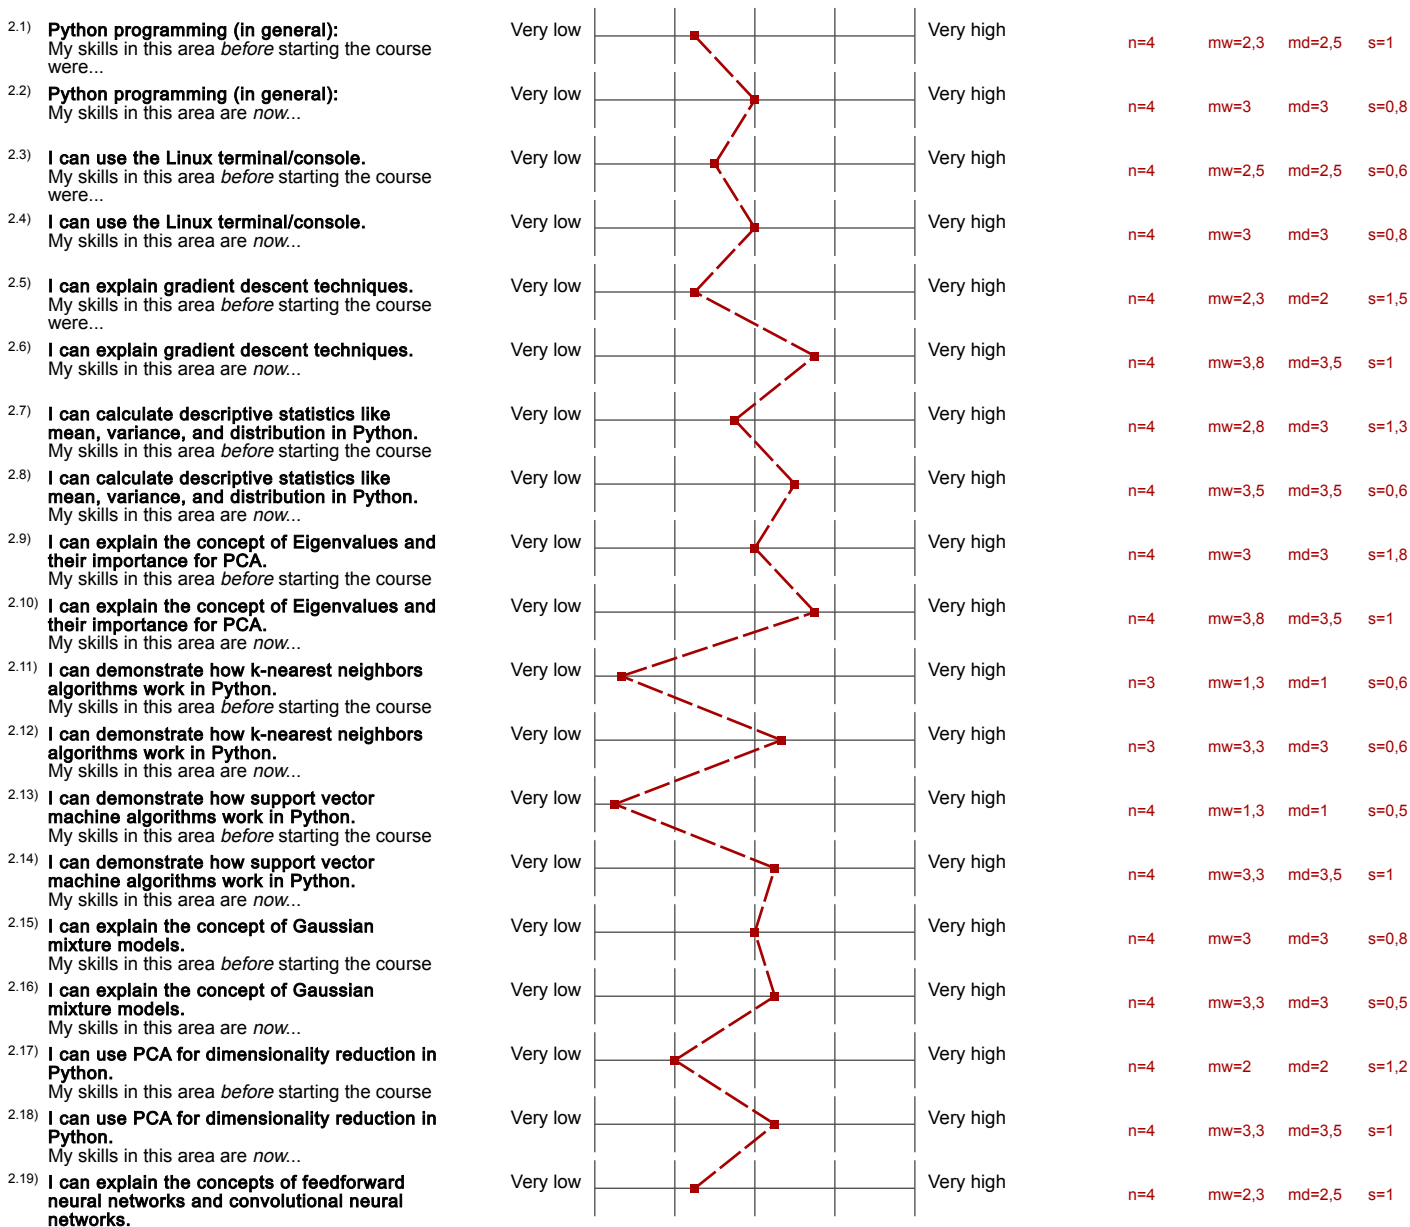 2.1) Python programming (in general): Very low Very high
My skills in this area before starting the course n=4 mw=2,3 md=2,5 s=1
were...
2.2) Python programming (in general): Very low Very high
My skills in this area are now... n=4 mw=3 md=3 s=0,8
2.3) I can use the Linux terminal/console. Very low Very high
My skills in this area before starting the course n=4 mw=2,5 md=2,5 s=0,6
were...
2.4) I can use the Linux terminal/console. Very low Very high
My skills in this area are now... n=4 mw=3 md=3 s=0,8
2.5) I can explain gradient descent techniques. Very low Very high
My skills in this area before starting the course n=4 mw=2,3 md=2 s=1,5
were...
2.6) I can explain gradient descent techniques. Very low Very high
My skills in this area are now... n=4 mw=3,8 md=3,5 s=1
2.7) I can calculate descriptive statistics like Very low Very high
mean, variance, and distribution in Python. n=4 mw=2,8 md=3 s=1,3
My skills in this area before starting the course
2.8) I can calculate descriptive statistics like Very low Very high
mean, variance, and distribution in Python. n=4 mw=3,5 md=3,5 s=0,6
My skills in this area are now...
2.9) I can explain the concept of Eigenvalues and Very low Very high
their importance for PCA. n=4 mw=3 md=3 s=1,8
My skills in this area before starting the course
2.10) I can explain the concept of Eigenvalues and Very low Very high
their importance for PCA. n=4 mw=3,8 md=3,5 s=1
My skills in this area are now...
2.11) I can demonstrate how k-nearest neighbors Very low Very high
algorithms work in Python. n=3 mw=1,3 md=1 s=0,6
My skills in this area before starting the course
2.12) I can demonstrate how k-nearest neighbors Very low Very high
algorithms work in Python. n=3 mw=3,3 md=3 s=0,6
My skills in this area are now...
2.13) I can demonstrate how support vector Very low Very high
machine algorithms work in Python. n=4 mw=1,3 md=1 s=0,5
My skills in this area before starting the course
2.14) I can demonstrate how support vector Very low Very high
machine algorithms work in Python. n=4 mw=3,3 md=3,5 s=1
My skills in this area are now...
2.15) I can explain the concept of Gaussian Very low Very high
mixture models. n=4 mw=3 md=3 s=0,8
My skills in this area before starting the course
2.16) I can explain the concept of Gaussian Very low Very high
mixture models. n=4 mw=3,3 md=3 s=0,5
My skills in this area are now...
2.17) I can use PCA for dimensionality reduction in Very low Very high
Python. n=4 mw=2 md=2 s=1,2
My skills in this area before starting the course
2.18) I can use PCA for dimensionality reduction in Very low Very high
Python. n=4 mw=3,3 md=3,5 s=1
My skills in this area are now...
2.19) I can explain the concepts of feedforward Very low Very high
neural networks and convolutional neural n=4 mw=2,3 md=2,5 s=1
networks.